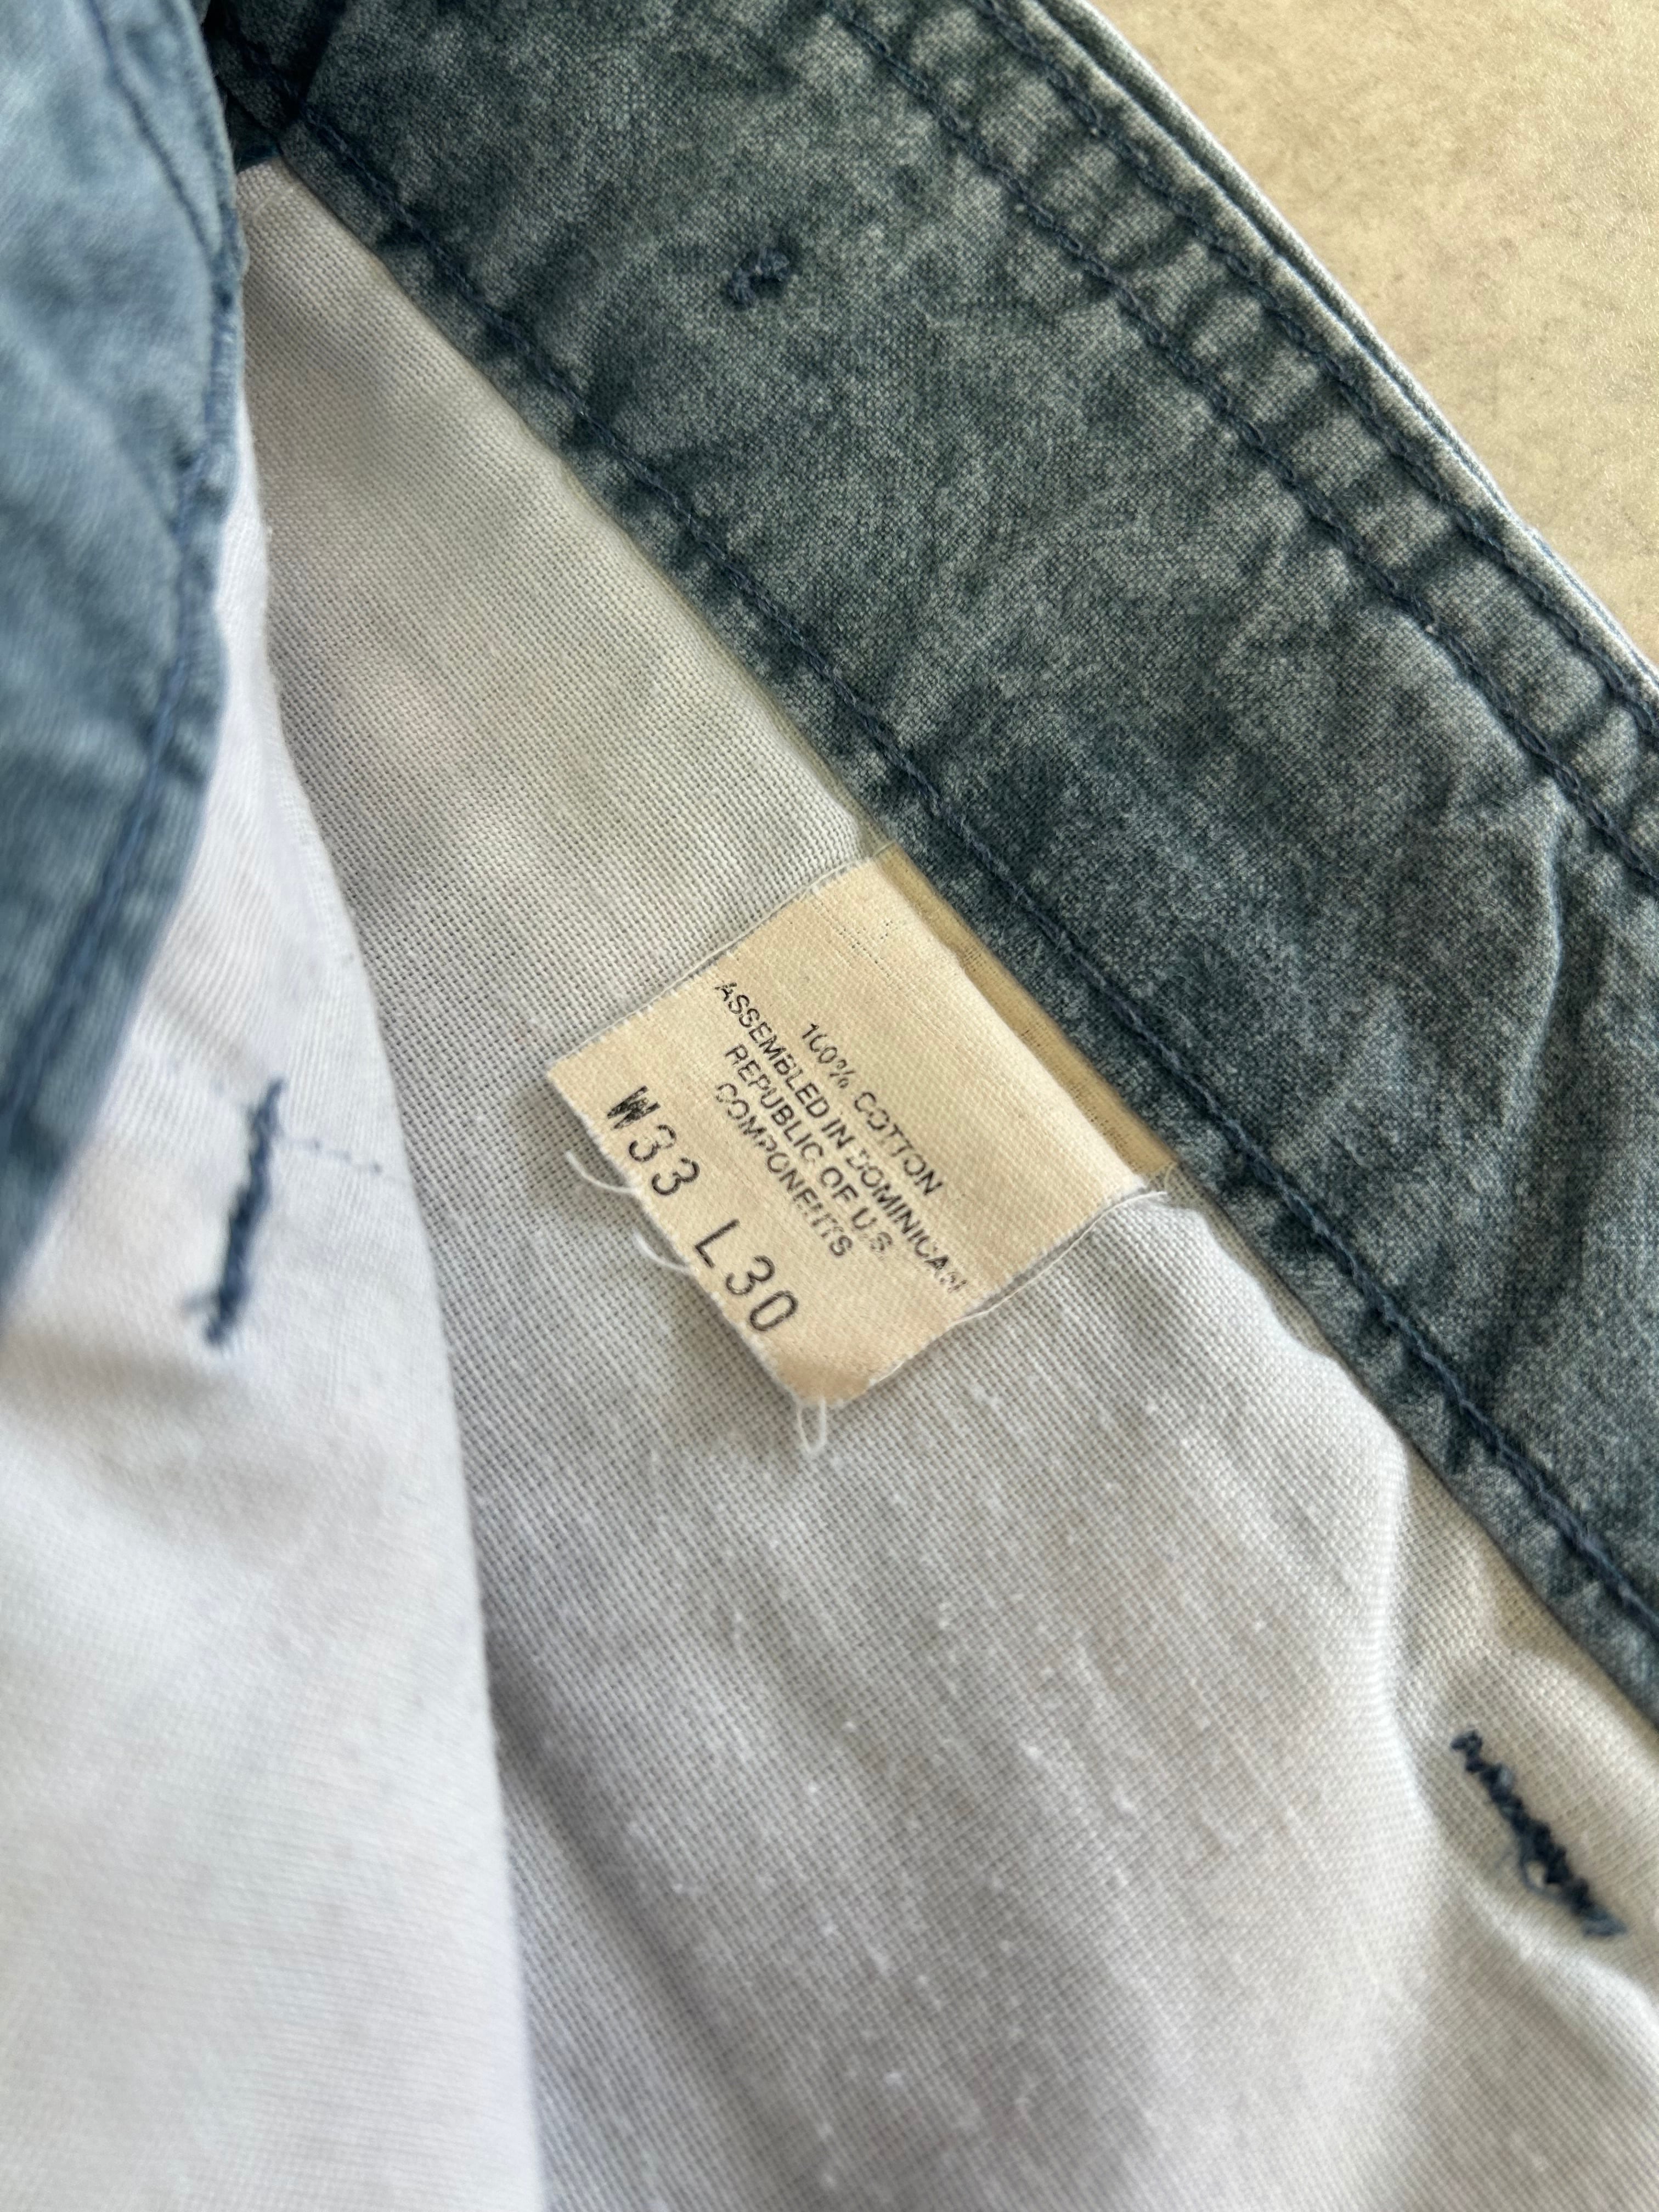 100% COTTON
ASSEMBLED IN DOMINICAN
REPUBLIC OF U.S.
COMPONENTS
W33 L30